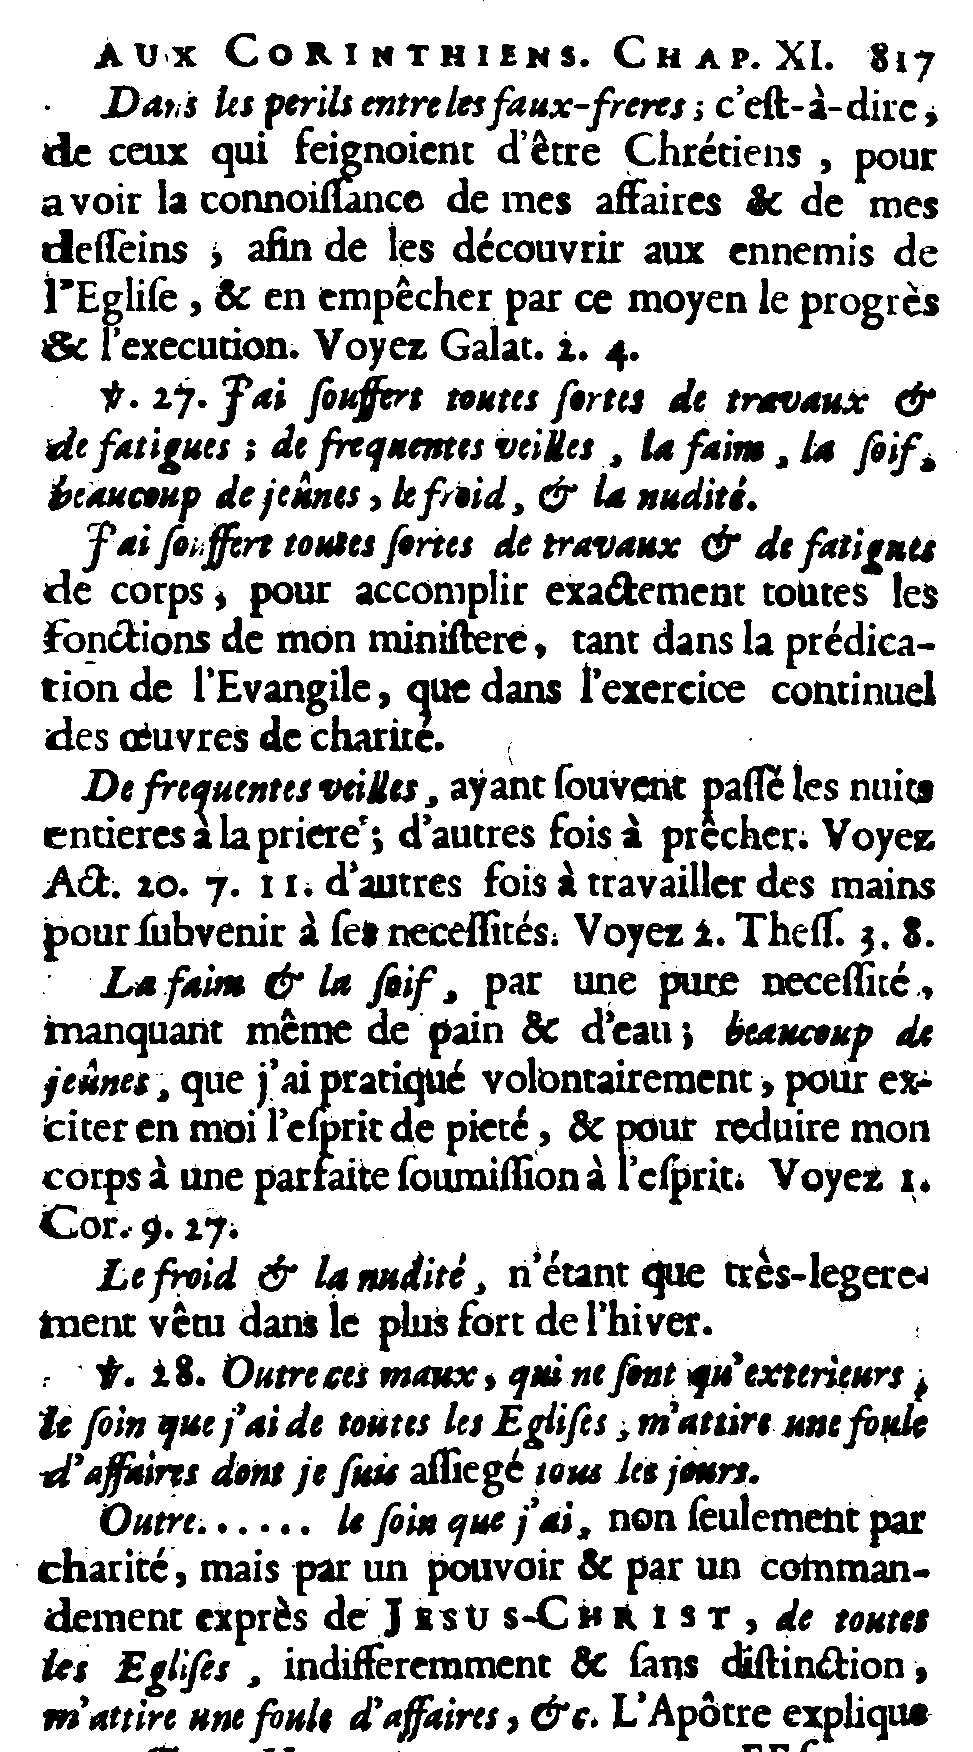 AUX CORINTHIENS. CHAP. XI. 817
Dans les perils entre les faux-freres ; c'eſt-à-dire ,
de ceux qui feignoient d'être Chrétiens , pour
avoir la connoiſſance de mes affaires & de mes
deſſeins , afin de les découvrir aux ennemis de
l'Egliſe , & en empêcher par ce moyen le progrès
& l'execution. Voyez Galat. 2. 4.
℣. 27. J'ai ſouffert toutes ſortes de travaux &
de fatigues ; de frequentes veilles , la faim , la ſoif,
beaucoup de jeûnes , le froid , & la nudité.
J'ai ſouffert toutes ſortes de travaux & de fatigues
de corps , pour accomplir exactement toutes les
fonctions de mon miniſtere , tant dans la prédica-
tion de l'Evangile , que dans l'exercice continuel
des œuvres de charité.
De frequentes veilles , ayant ſouvent paſſé les nuits
entieres à la priere ; d'autres fois à prêcher. Voyez
Act. 20. 7. 11. d'autres fois à travailler des mains
pour ſubvenir à ſes neceſſités. Voyez 2. Theſſ. 3. 8.
La faim & la ſoif , par une pure neceſſité ,
manquant même de pain & d'eau ; beaucoup de
jeûnes , que j'ai pratiqué volontairement , pour ex-
citer en moi l'eſprit de pieté , & pour reduire mon
corps à une parfaite ſoumiſſion à l'eſprit. Voyez 1.
Cor. 9. 27.
Le froid & la nudité , n'étant que très-legere-
ment vêtu dans le plus fort de l'hiver.
℣. 28. Outre ces maux , qui ne ſont qu'exterieurs ,
le ſoin que j'ai de toutes les Egliſes , m'attire une foule
d'affaires dont je ſuis aſſiegé tous les jours.
Outre...... le ſoin que j'ai , non ſeulement par
charité , mais par un pouvoir & par un comman-
dement exprès de JESUS-CHRIST , de toutes
les Egliſes , indifferemment & ſans diſtinction ,
m'attire une foule d'affaires , &c. L'Apôtre explique